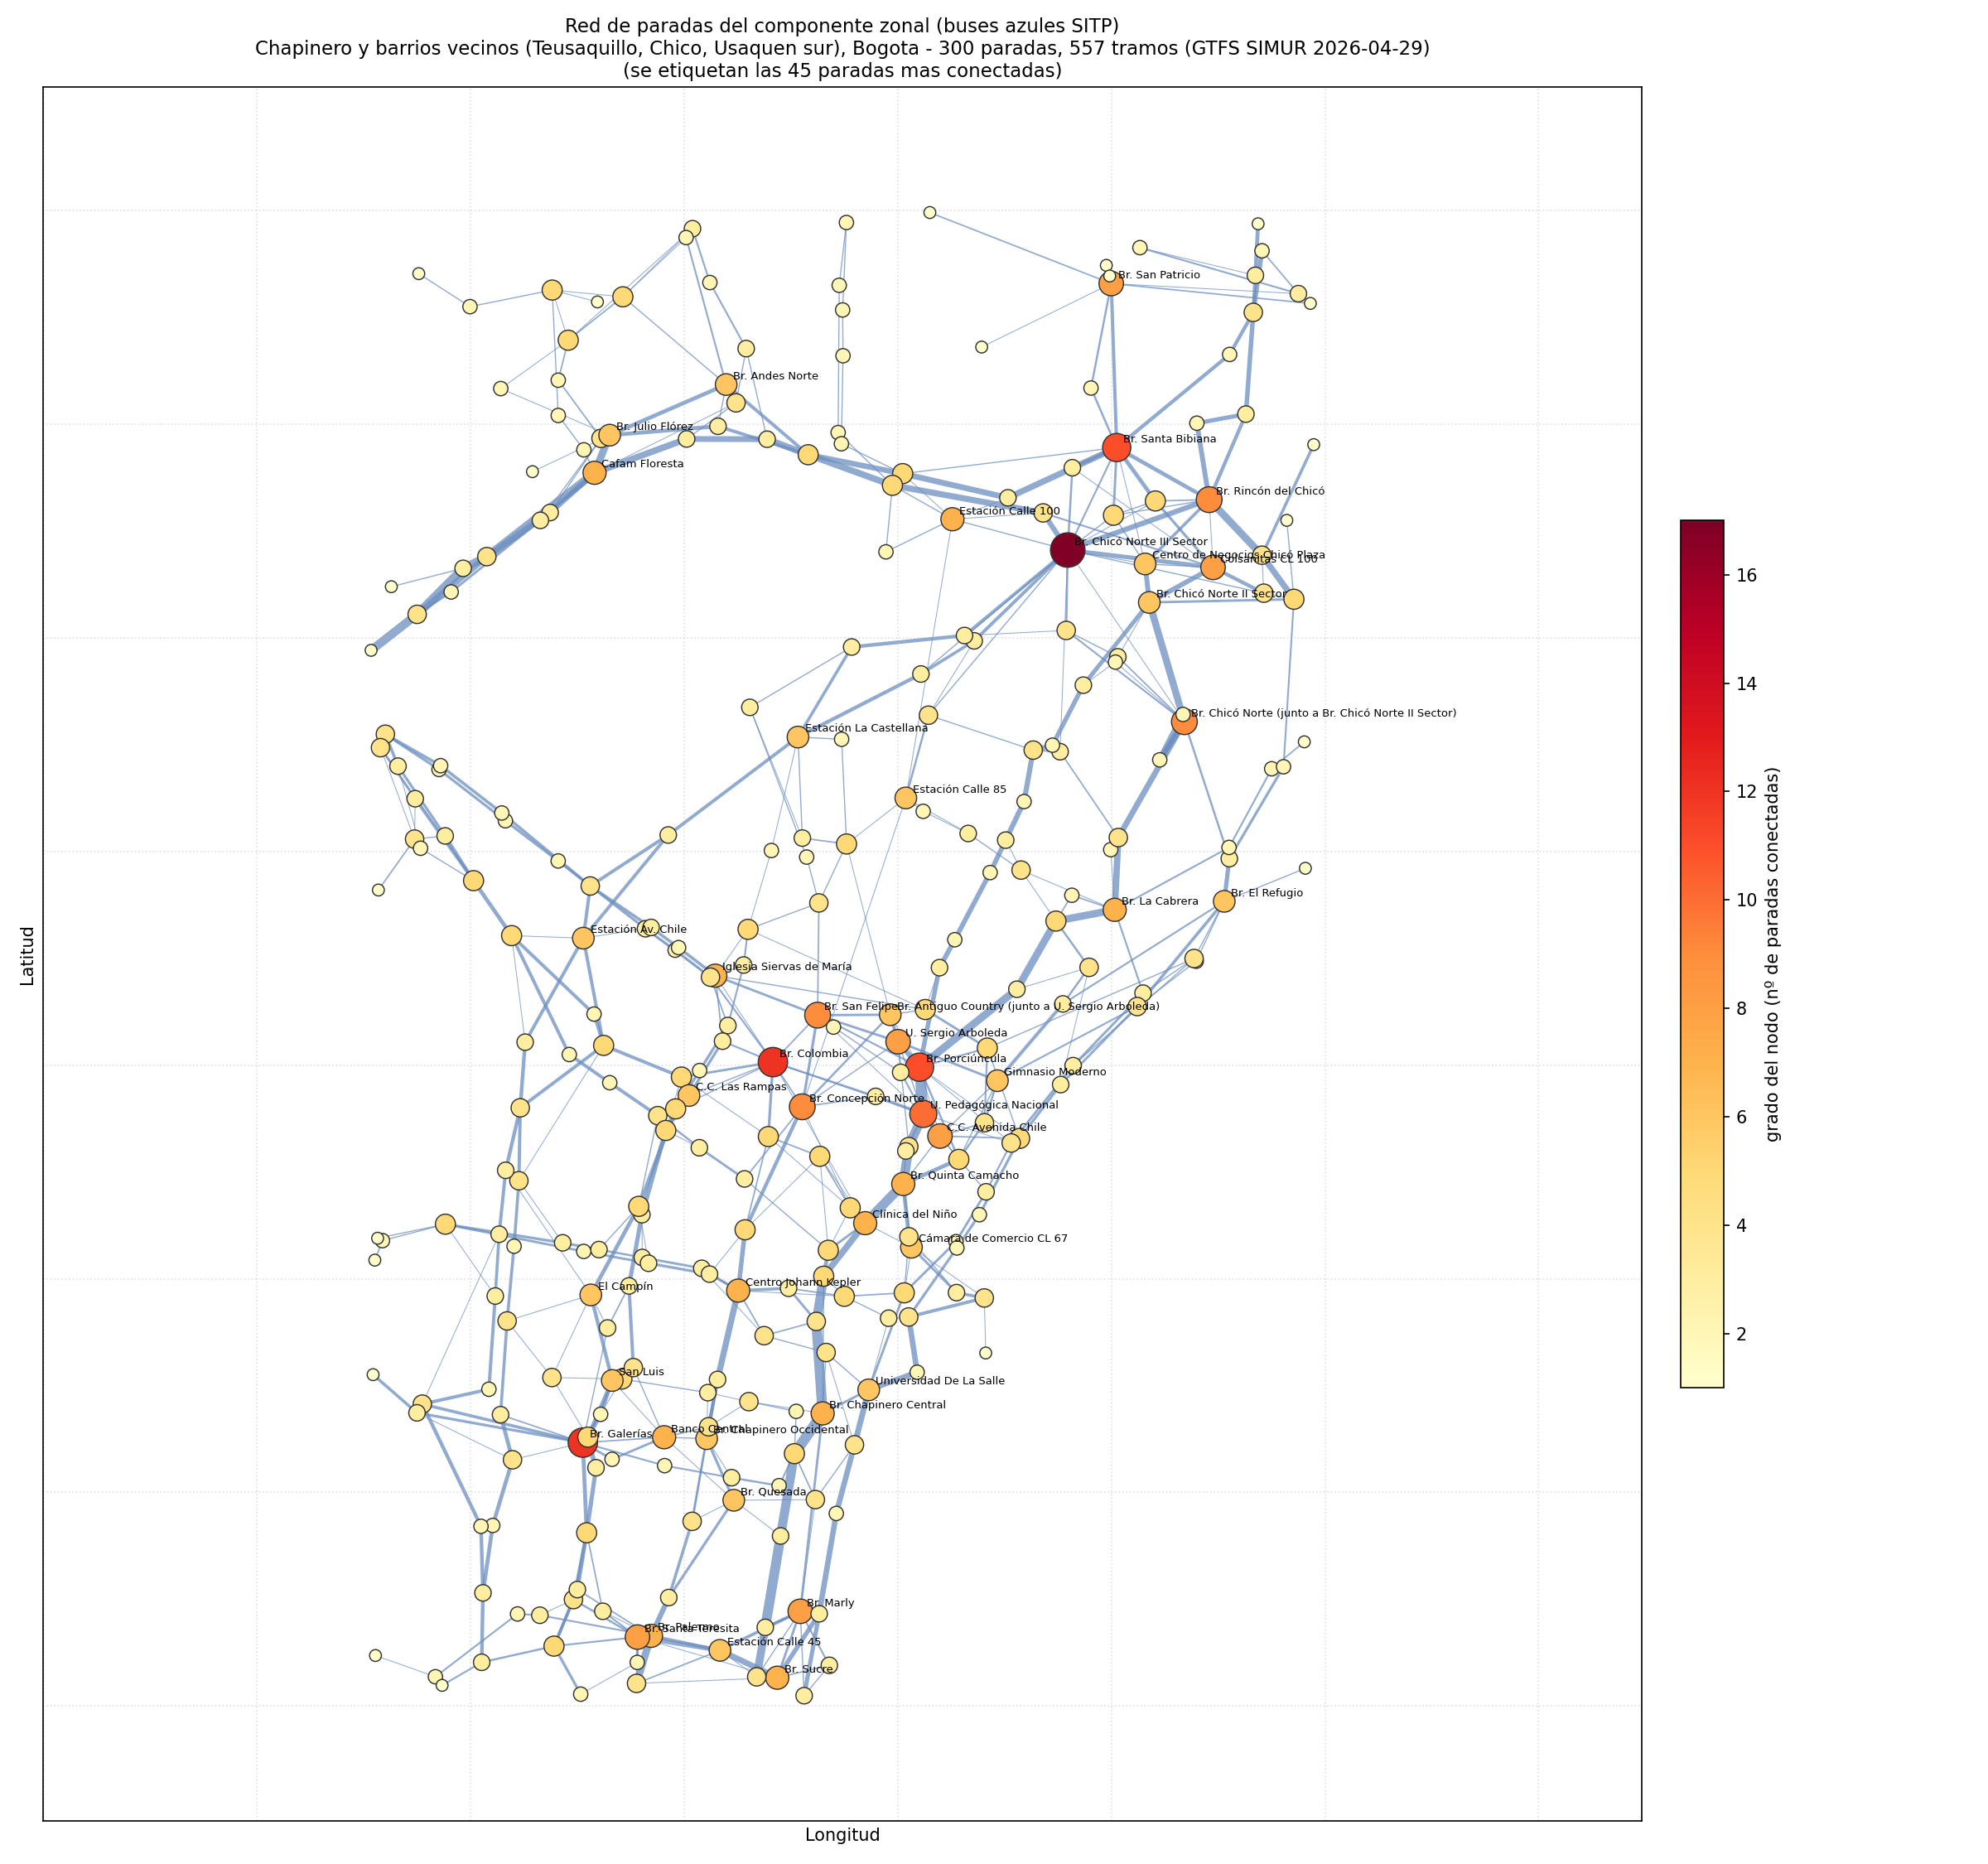 Red de paradas del componente zonal (buses azules SITP)
Chapinero y barrios vecinos (Teusaquillo, Chico, Usaquen sur), Bogota - 300 paradas, 557 tramos (GTFS SIMUR 2026-04-29)
(se etiquetan las 45 paradas mas conectadas)
Br. San Patricio
Br. Andes Norte
Br. Julio Flórez
Br. Santa Bibiana
Cafam Floresta
Br. Rincón del Chicó
Estación Calle 100
Br. Chicó Norte III Sector
Centro de Negocios Chicó Plaza
Colsanitas CL 100
Br. Chicó Norte II Sector
Br. Chicó Norte (junto a Br. Chicó Norte II Sector)
Estación La Castellana
Estación Calle 85
Br. El Refugio
Br. La Cabrera
Estación Av. Chile
Iglesia Siervas de María
Br. San Felipe
Br. Antiguo Country (junto a U. Sergio Arboleda)
U. Sergio Arboleda
Br. Colombia
Br. Porciúncula
Gimnasio Moderno
C.C. Las Rampas
Br. Concepción Norte
U. Pedagógica Nacional
C.C. Avenida Chile
Br. Quinta Camacho
Clínica del Niño
Cámara de Comercio CL 67
Centro Johann Kepler
El Campín
San Luis
Universidad De La Salle
Br. Chapinero Central
Br. Galerías
Banco Central
Br. Chapinero Occidental
Br. Quesada
Br. Marly
Br. Palermo
Br. Santa Teresita
Estación Calle 45
Br. Sucre
Longitud
Latitud
16
14
12
10
8
6
4
2
grado del nodo (nº de paradas conectadas)